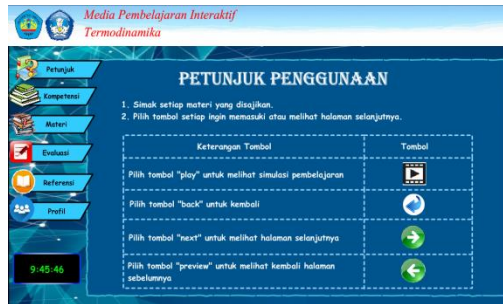 Media Pembelajaran Interaktif
Termodinamika
Petunjuk
Kompetensi
Materi
Evaluasi
Referensi
Profil
9:45:46
PETUNJUK PENGGUNAAN
1. Simak setiap materi yang disajikan.
2. Pilih tombol setiap ingin memasuki atau melihat halaman selanjutnya.
Keterangan Tombol
Tombol
Pilih tombol "play" untuk melihat simulasi pembelajaran
Pilih tombol "back" untuk kembali
Pilih tombol "next" untuk melihat halaman selanjutnya
Pilih tombol "preview" untuk melihat kembali halaman
sebelumnya